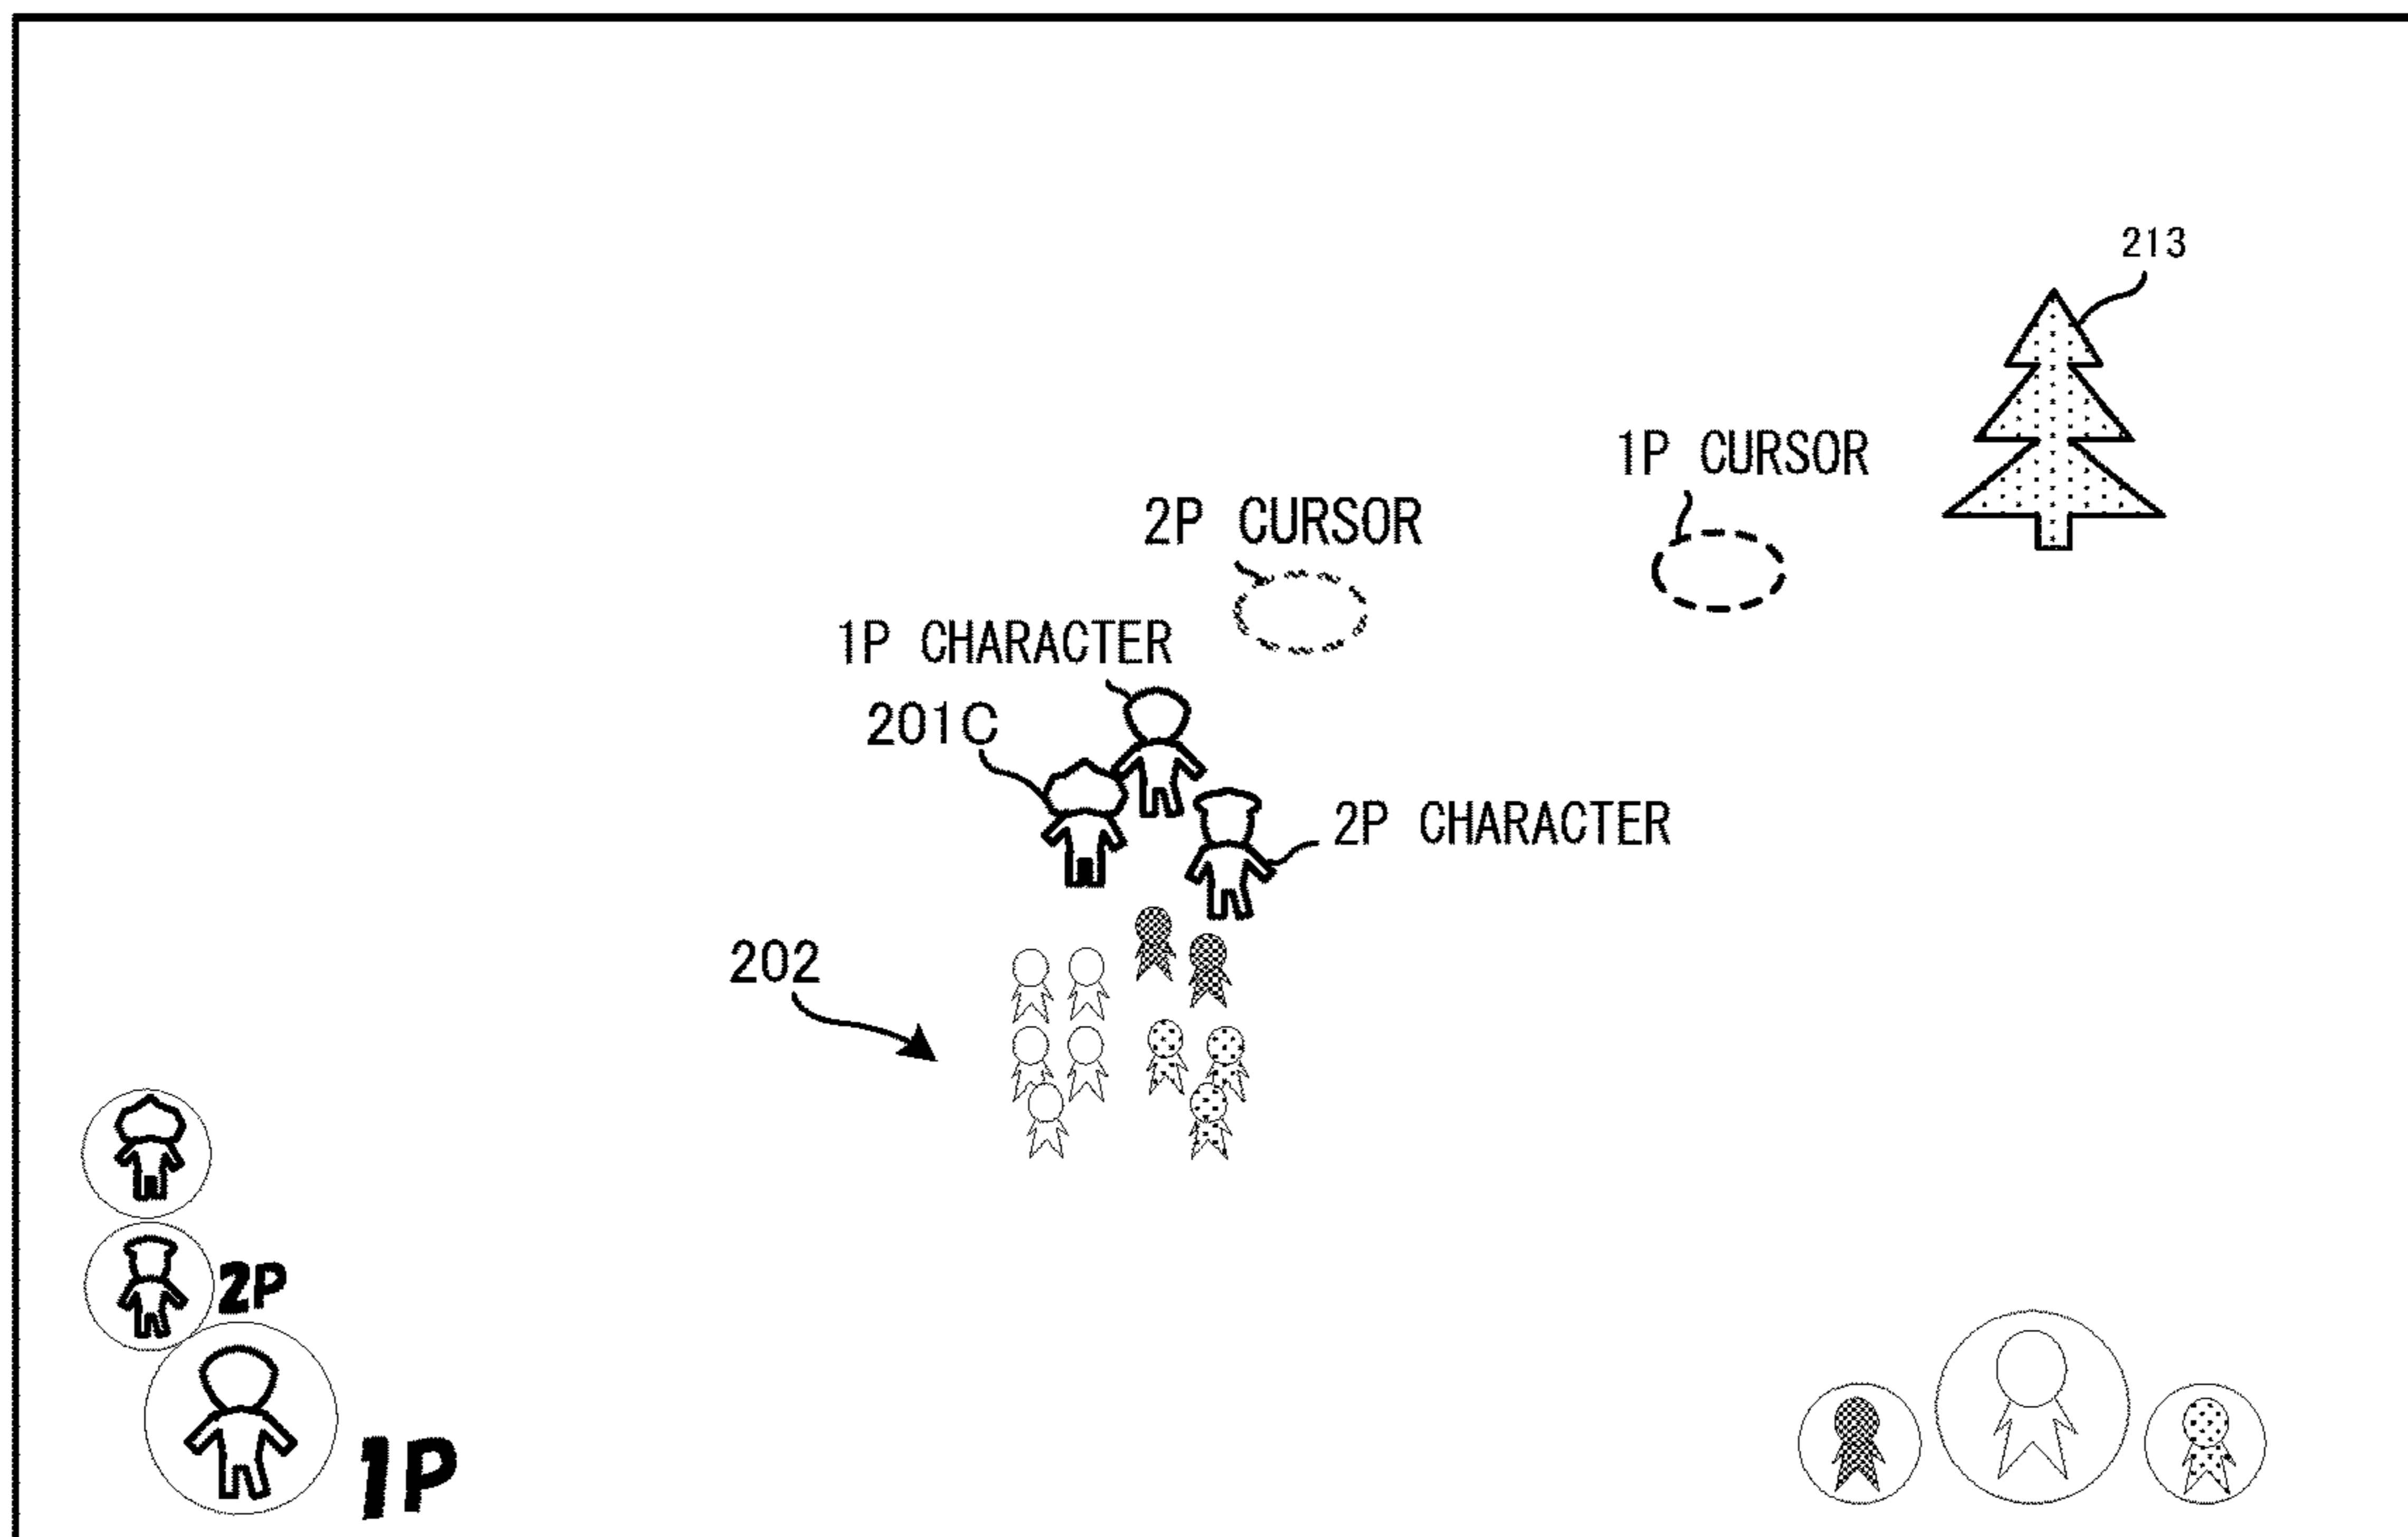 213
1P CURSOR
2P CURSOR
1P CHARACTER
201C
2P CHARACTER
202
2P
1P